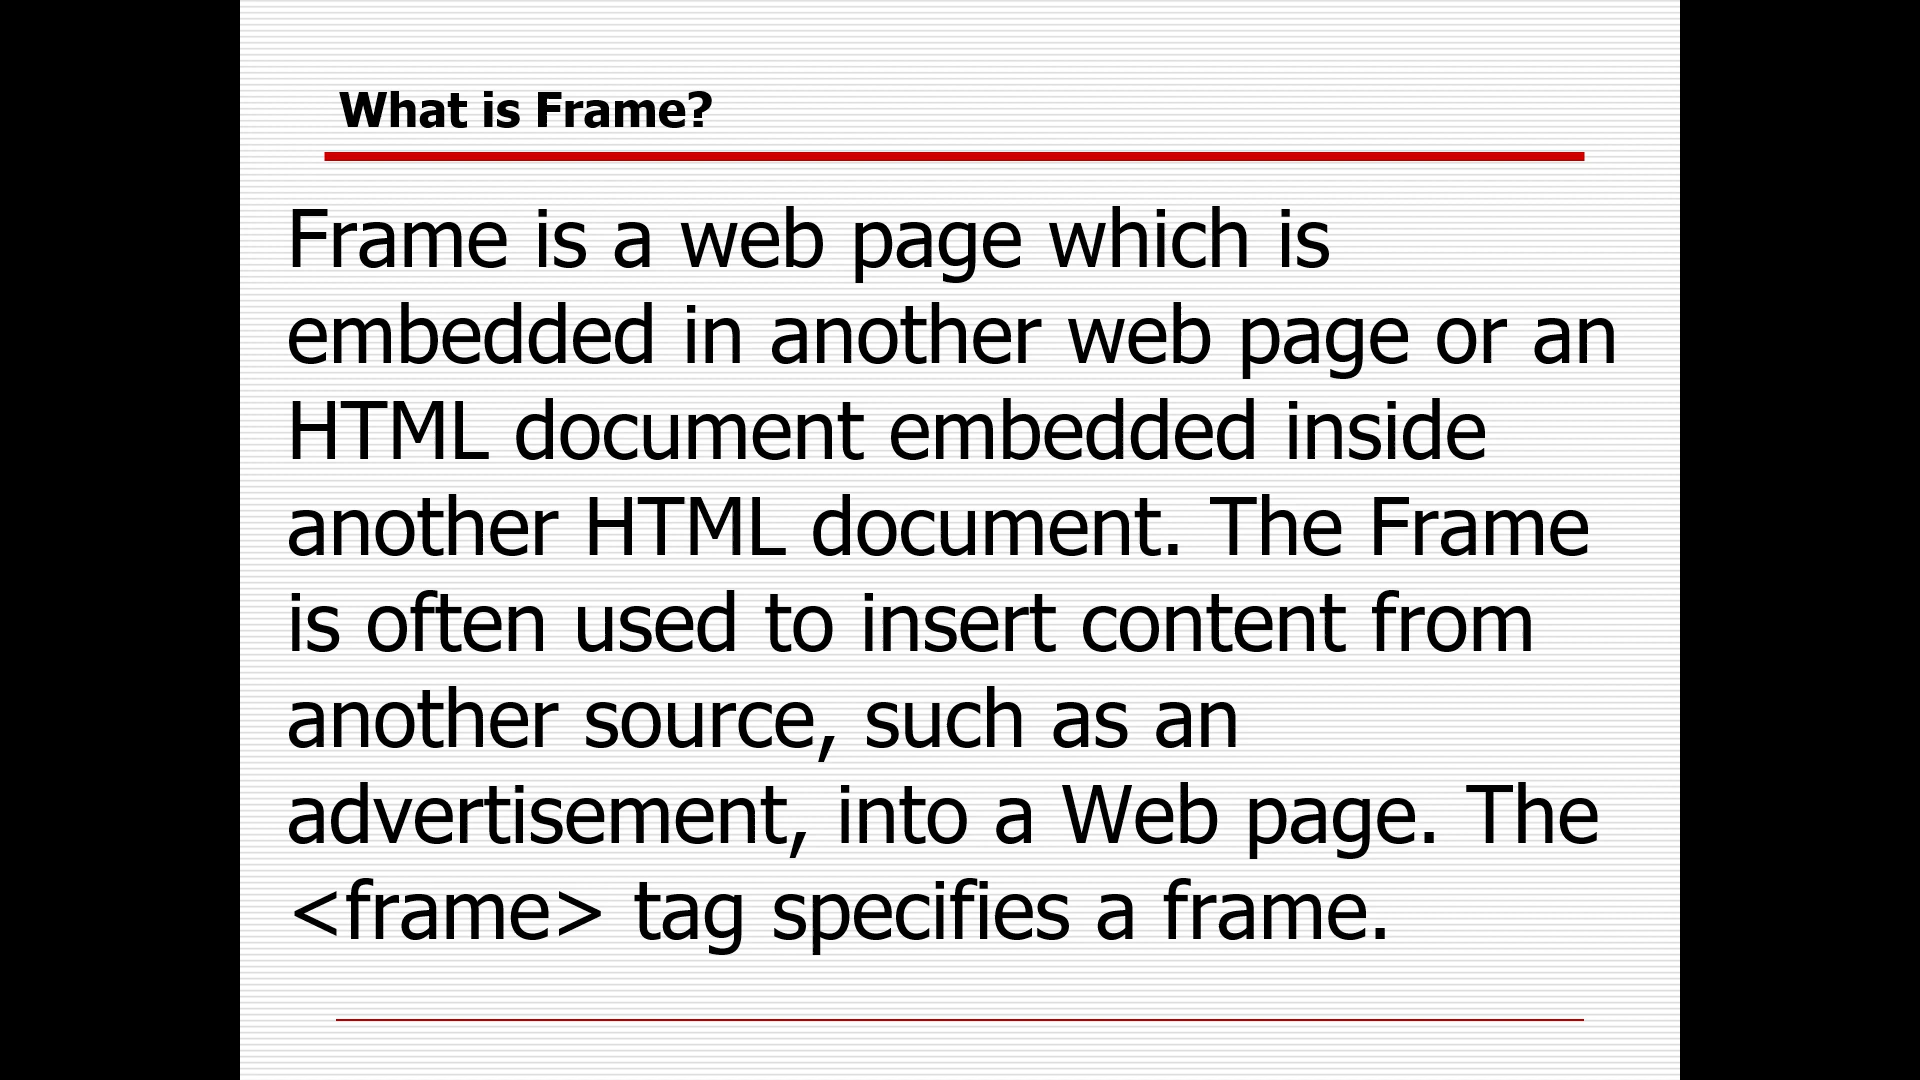 What is Frame?
Frame is a web page which is
embedded in another web page or an
HTML document embedded inside
another HTML document. The Frame
is often used to insert content from
another source, such as an
advertisement, into a Web page. The
<frame> tag specifies a frame.